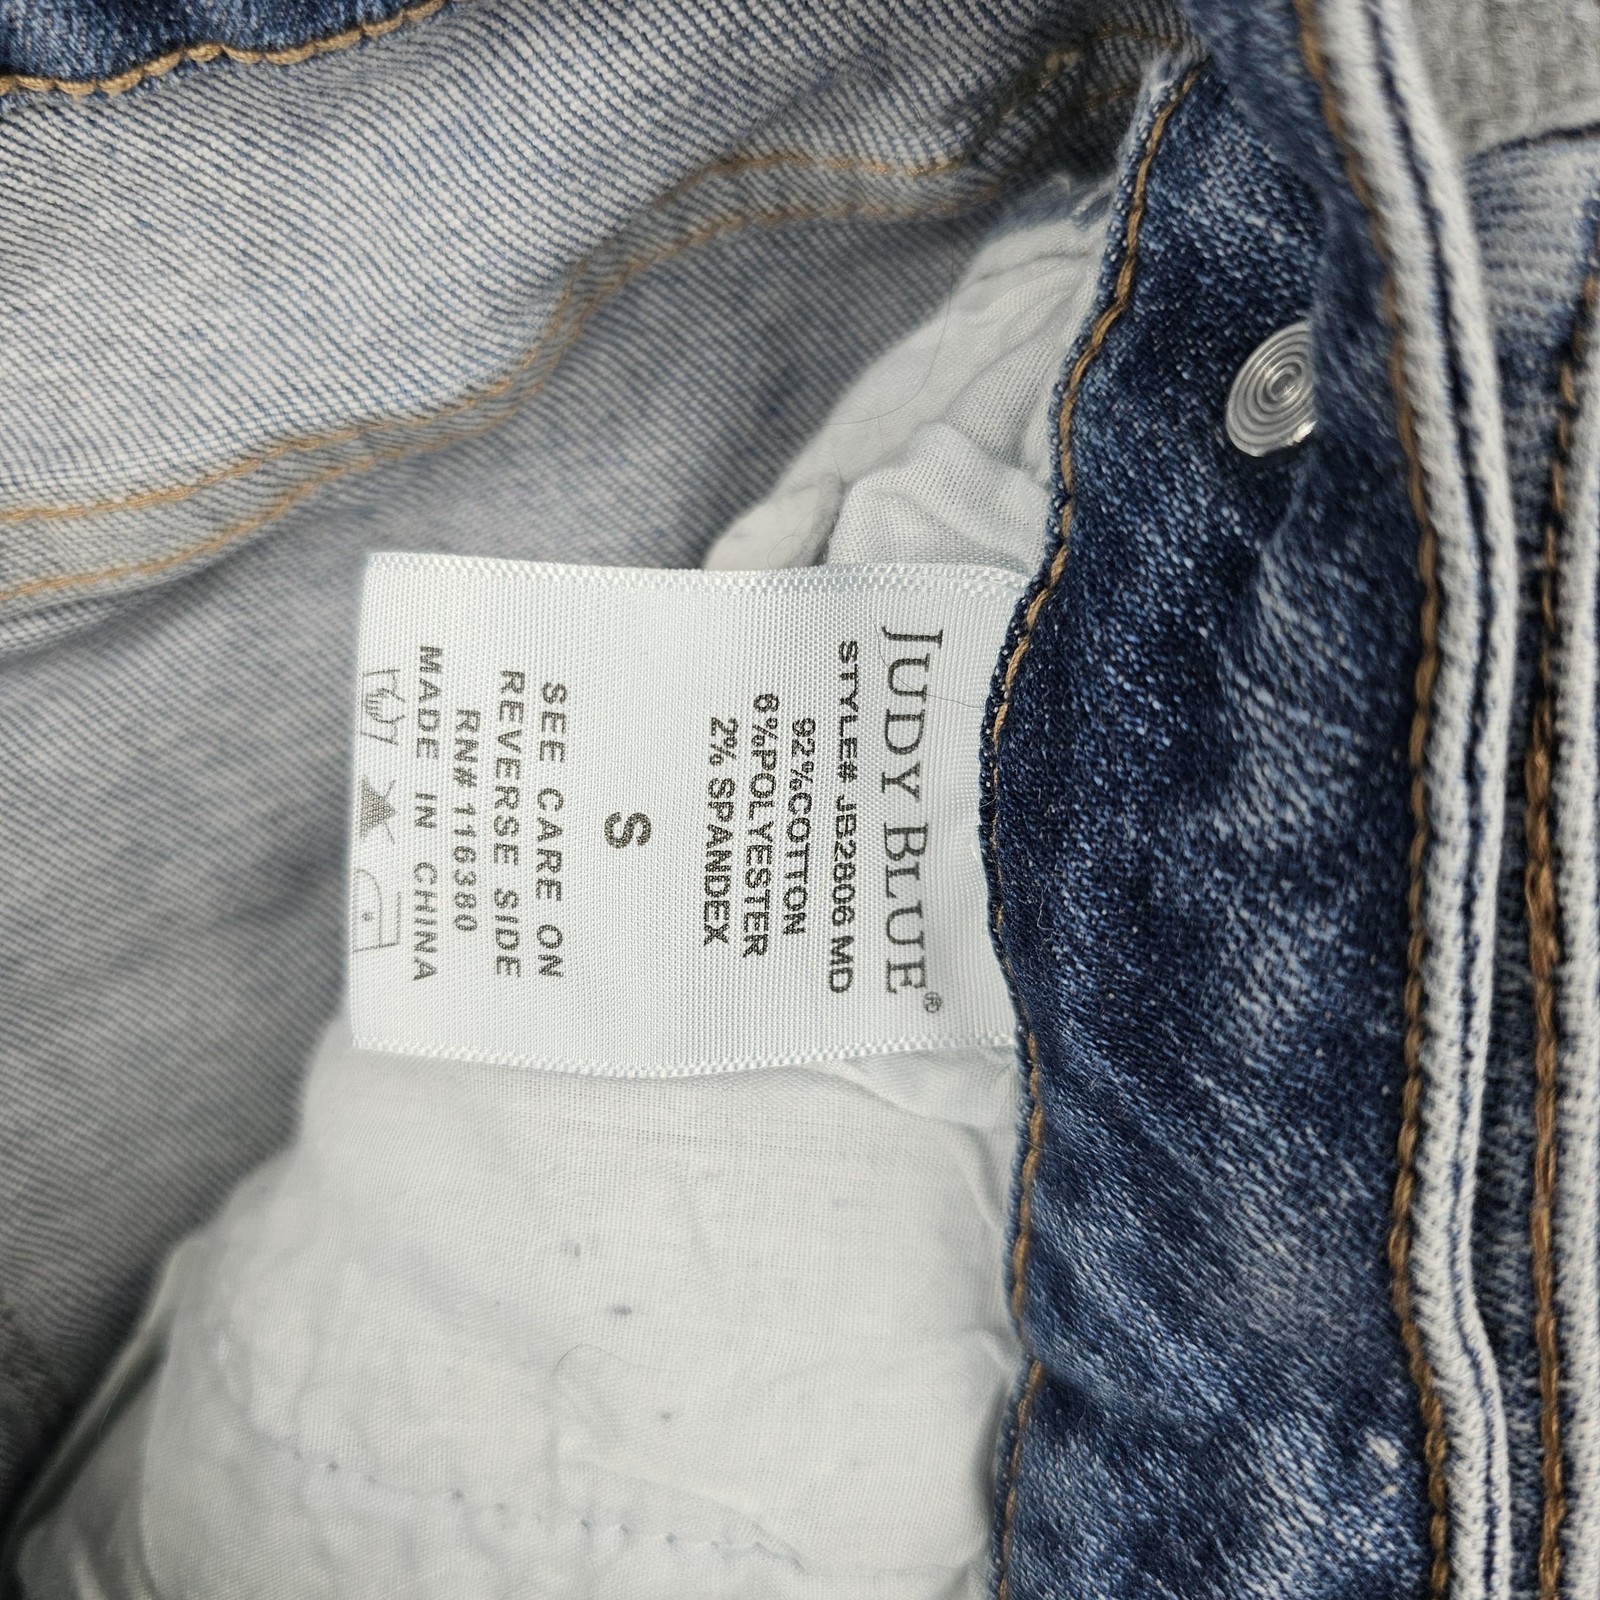 JUDY BLUE®
STYLE# JB2806 MD
92%COTTON
6%POLYESTER
2% SPANDEX
S
SEE CARE ON
REVERSE SIDE
RN# 116380
MADE IN CHINA